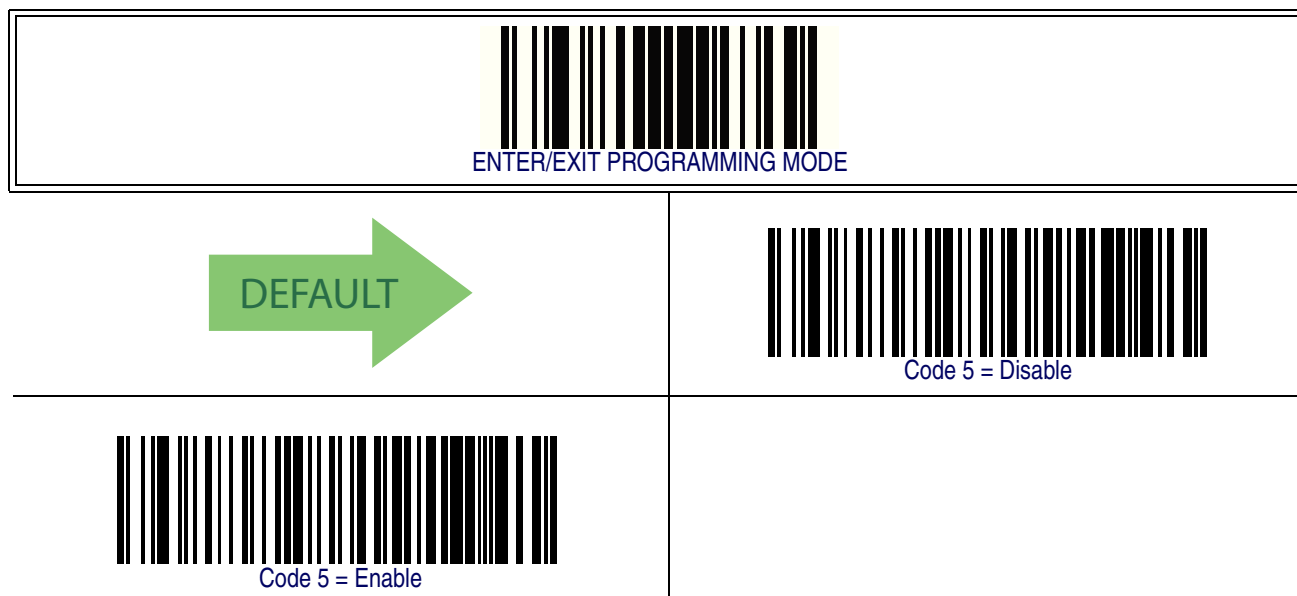 ENTER/EXIT PROGRAMMING MODE
DEFAULT
Code 5 = Disable
Code 5 = Enable